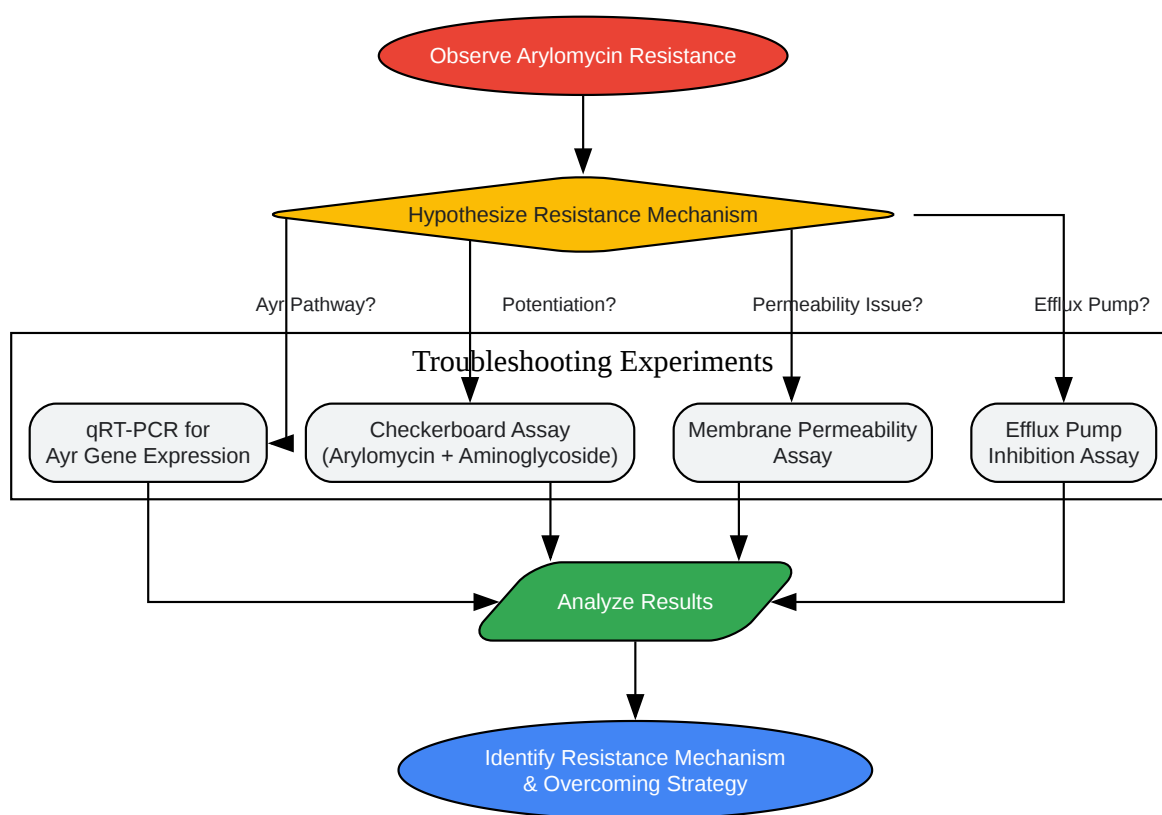 Observe Arylomycin Resistance
Hypothesize Resistance Mechanism
Ayr Pathway?
Potentiation?
Permeability Issue?
Efflux Pump?
Troubleshooting Experiments
qRT-PCR for
Ayr Gene Expression
Checkerboard Assay
(Arylomycin + Aminoglycoside)
Membrane Permeability
Assay
Efflux Pump
Inhibition Assay
Analyze Results
Identify Resistance Mechanism
& Overcoming Strategy